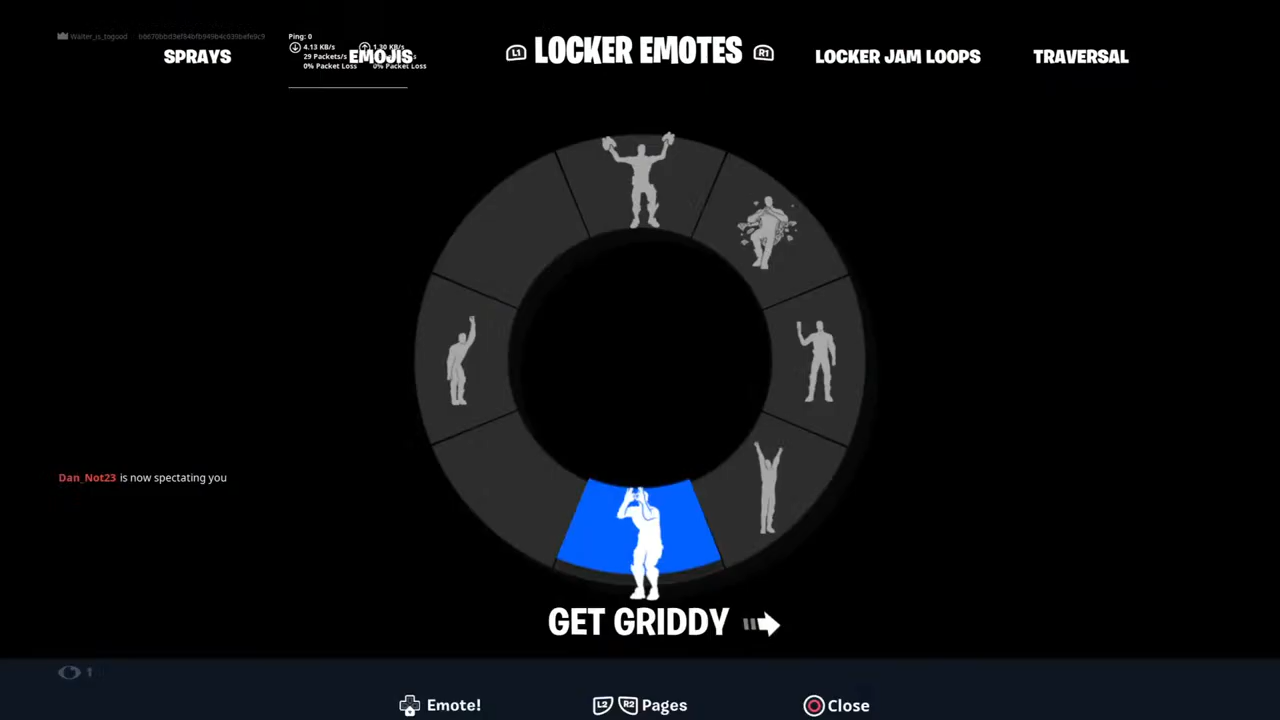 Walter_is_togood
Ping: 0
4.13 KB/s 1.30 KB/s
29 Packets/s
0% Packet Loss 0% Packet Loss
SPRAYS EMOJIS L1 LOCKER EMOTES R1 LOCKER JAM LOOPS TRAVERSAL
Dan_Not23 is now spectating you
GET GRIDDY
1
Emote! L2 R2 Pages Close